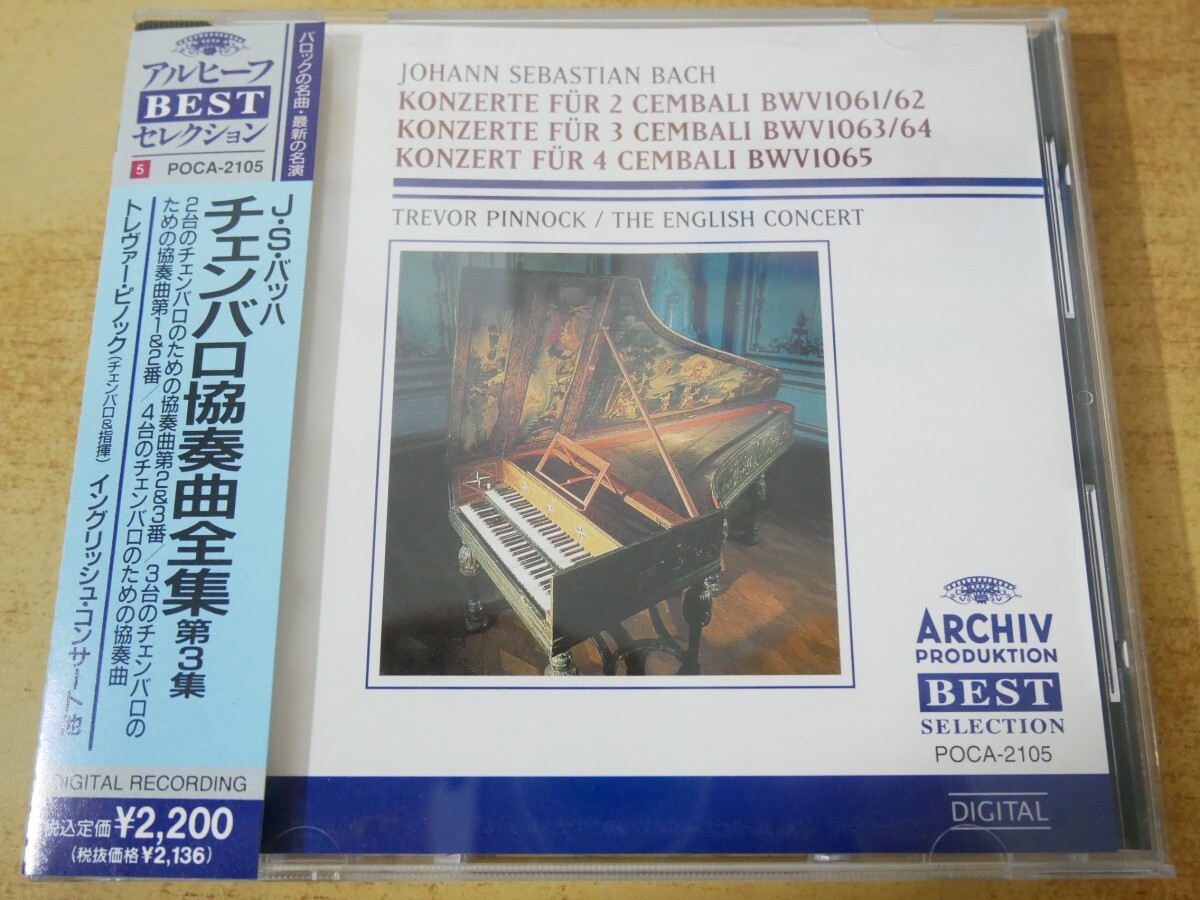 アルヒーフ
BEST
セレクション
5 POCA-2105
バロックの名曲・最新の名演
J・S・バッハ
チェンバロ協奏曲全集 第3集
2台のチェンバロのための協奏曲第2&3番/3台のチェンバロの
ための協奏曲第1&2番/4台のチェンバロのための協奏曲
トレヴァー・ピノック(チェンバロ&指揮) イングリッシュ・コンサート
DIGITAL RECORDING
税込定価¥2,200
(税抜価格¥2,136)
JOHANN SEBASTIAN BACH
KONZERTE FÜR 2 CEMBALI BWV1061/62
KONZERTE FÜR 3 CEMBALI BWV1063/64
KONZERT FÜR 4 CEMBALI BWV1065
TREVOR PINNOCK / THE ENGLISH CONCERT
ARCHIV
PRODUKTION
BEST
SELECTION
POCA-2105
DIGITAL